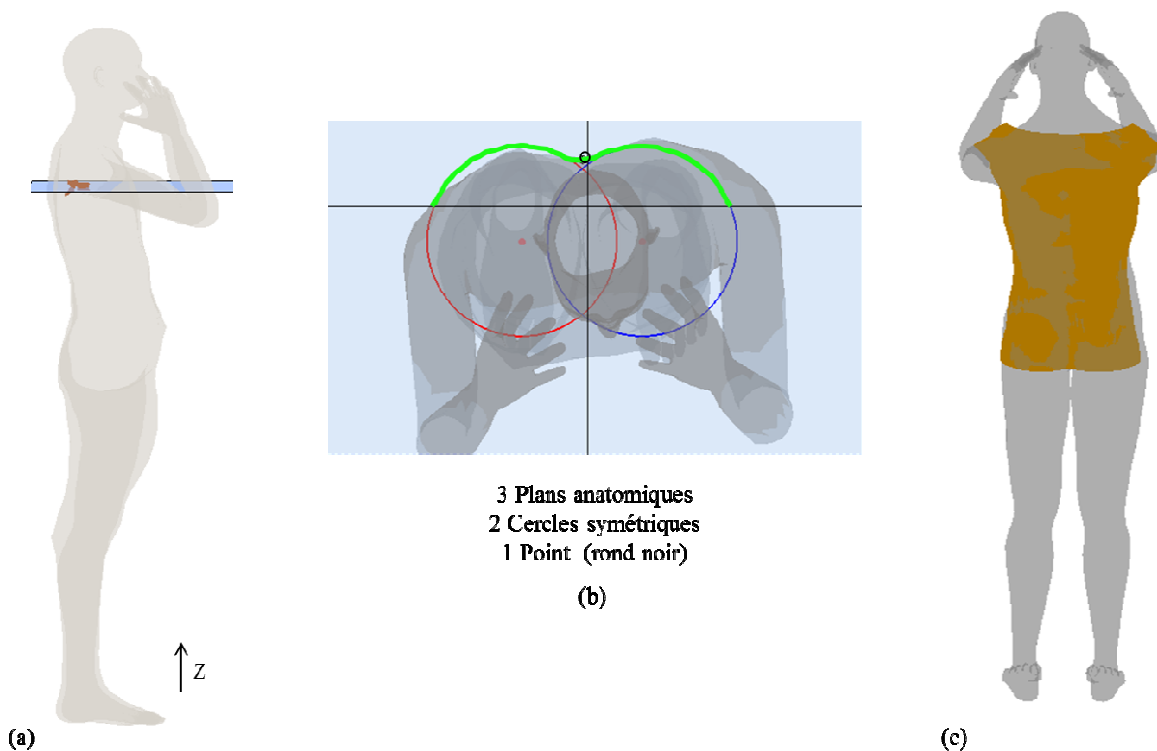 Z
3 Plans anatomiques
2 Cercles symétriques
1 Point (rond noir)
(a)
(b)
(c)